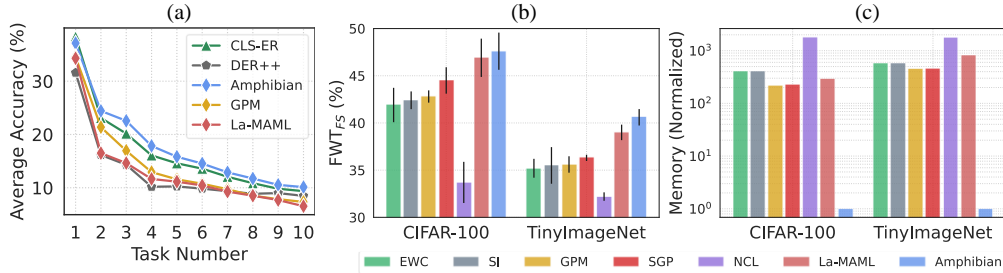 (a)
Average Accuracy (%)
30
20
10
CLS-ER
DER++
Amphibian
GPM
La-MAML
1 2 3 4 5 6 7 8 9 10
Task Number
(b)
FWT_FS (%)
50
45
40
35
30
CIFAR-100 TinyImageNet
(c)
Memory (Normalized)
10^3
10^2
10^1
10^0
CIFAR-100 TinyImageNet
EWC SI GPM SGP NCL La-MAML Amphibian